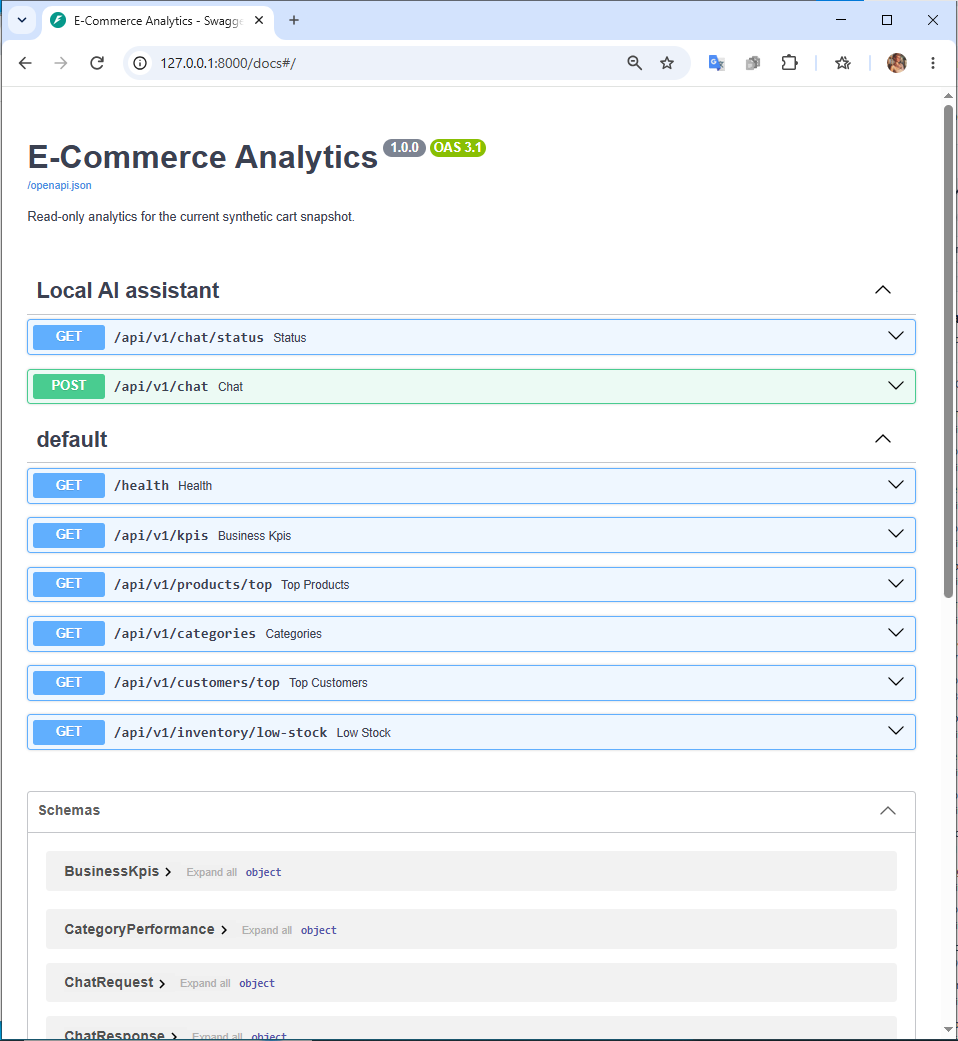 E-Commerce Analytics - Swagge
127.0.0.1:8000/docs#/
E-Commerce Analytics 1.0.0 OAS 3.1
/openapi.json
Read-only analytics for the current synthetic cart snapshot.
Local AI assistant
GET /api/v1/chat/status Status
POST /api/v1/chat Chat
default
GET /health Health
GET /api/v1/kpis Business Kpis
GET /api/v1/products/top Top Products
GET /api/v1/categories Categories
GET /api/v1/customers/top Top Customers
GET /api/v1/inventory/low-stock Low Stock
Schemas
BusinessKpis Expand all object
CategoryPerformance Expand all object
ChatRequest Expand all object
ChatResponse Expand all object